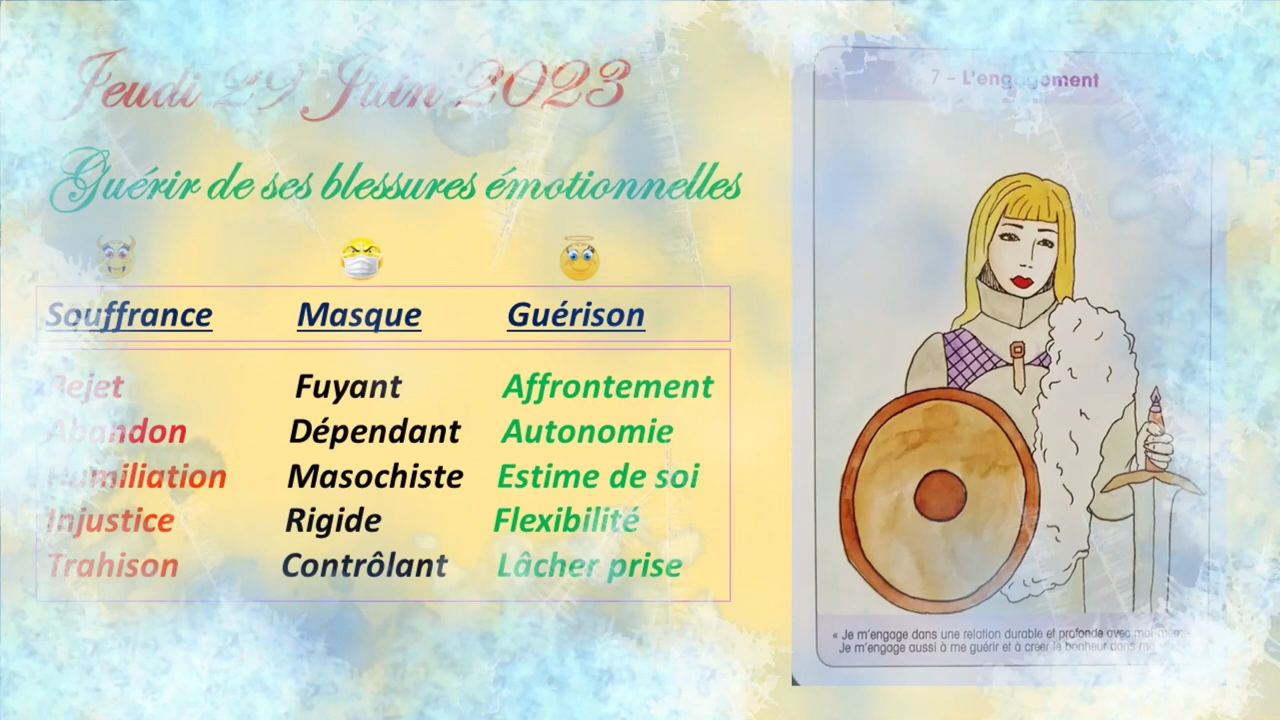 Jeudi 29 Juin 2023
Guérir de ses blessures émotionnelles
Souffrance Masque Guérison
Rejet Fuyant Affrontement
Abandon Dépendant Autonomie
Humiliation Masochiste Estime de soi
Injustice Rigide Flexibilité
Trahison Contrôlant Lâcher prise
7 - L'engagement
« Je m'engage dans une relation durable et profonde avec
Je m'engage aussi à me guérir et à créer le bonheur dans ma